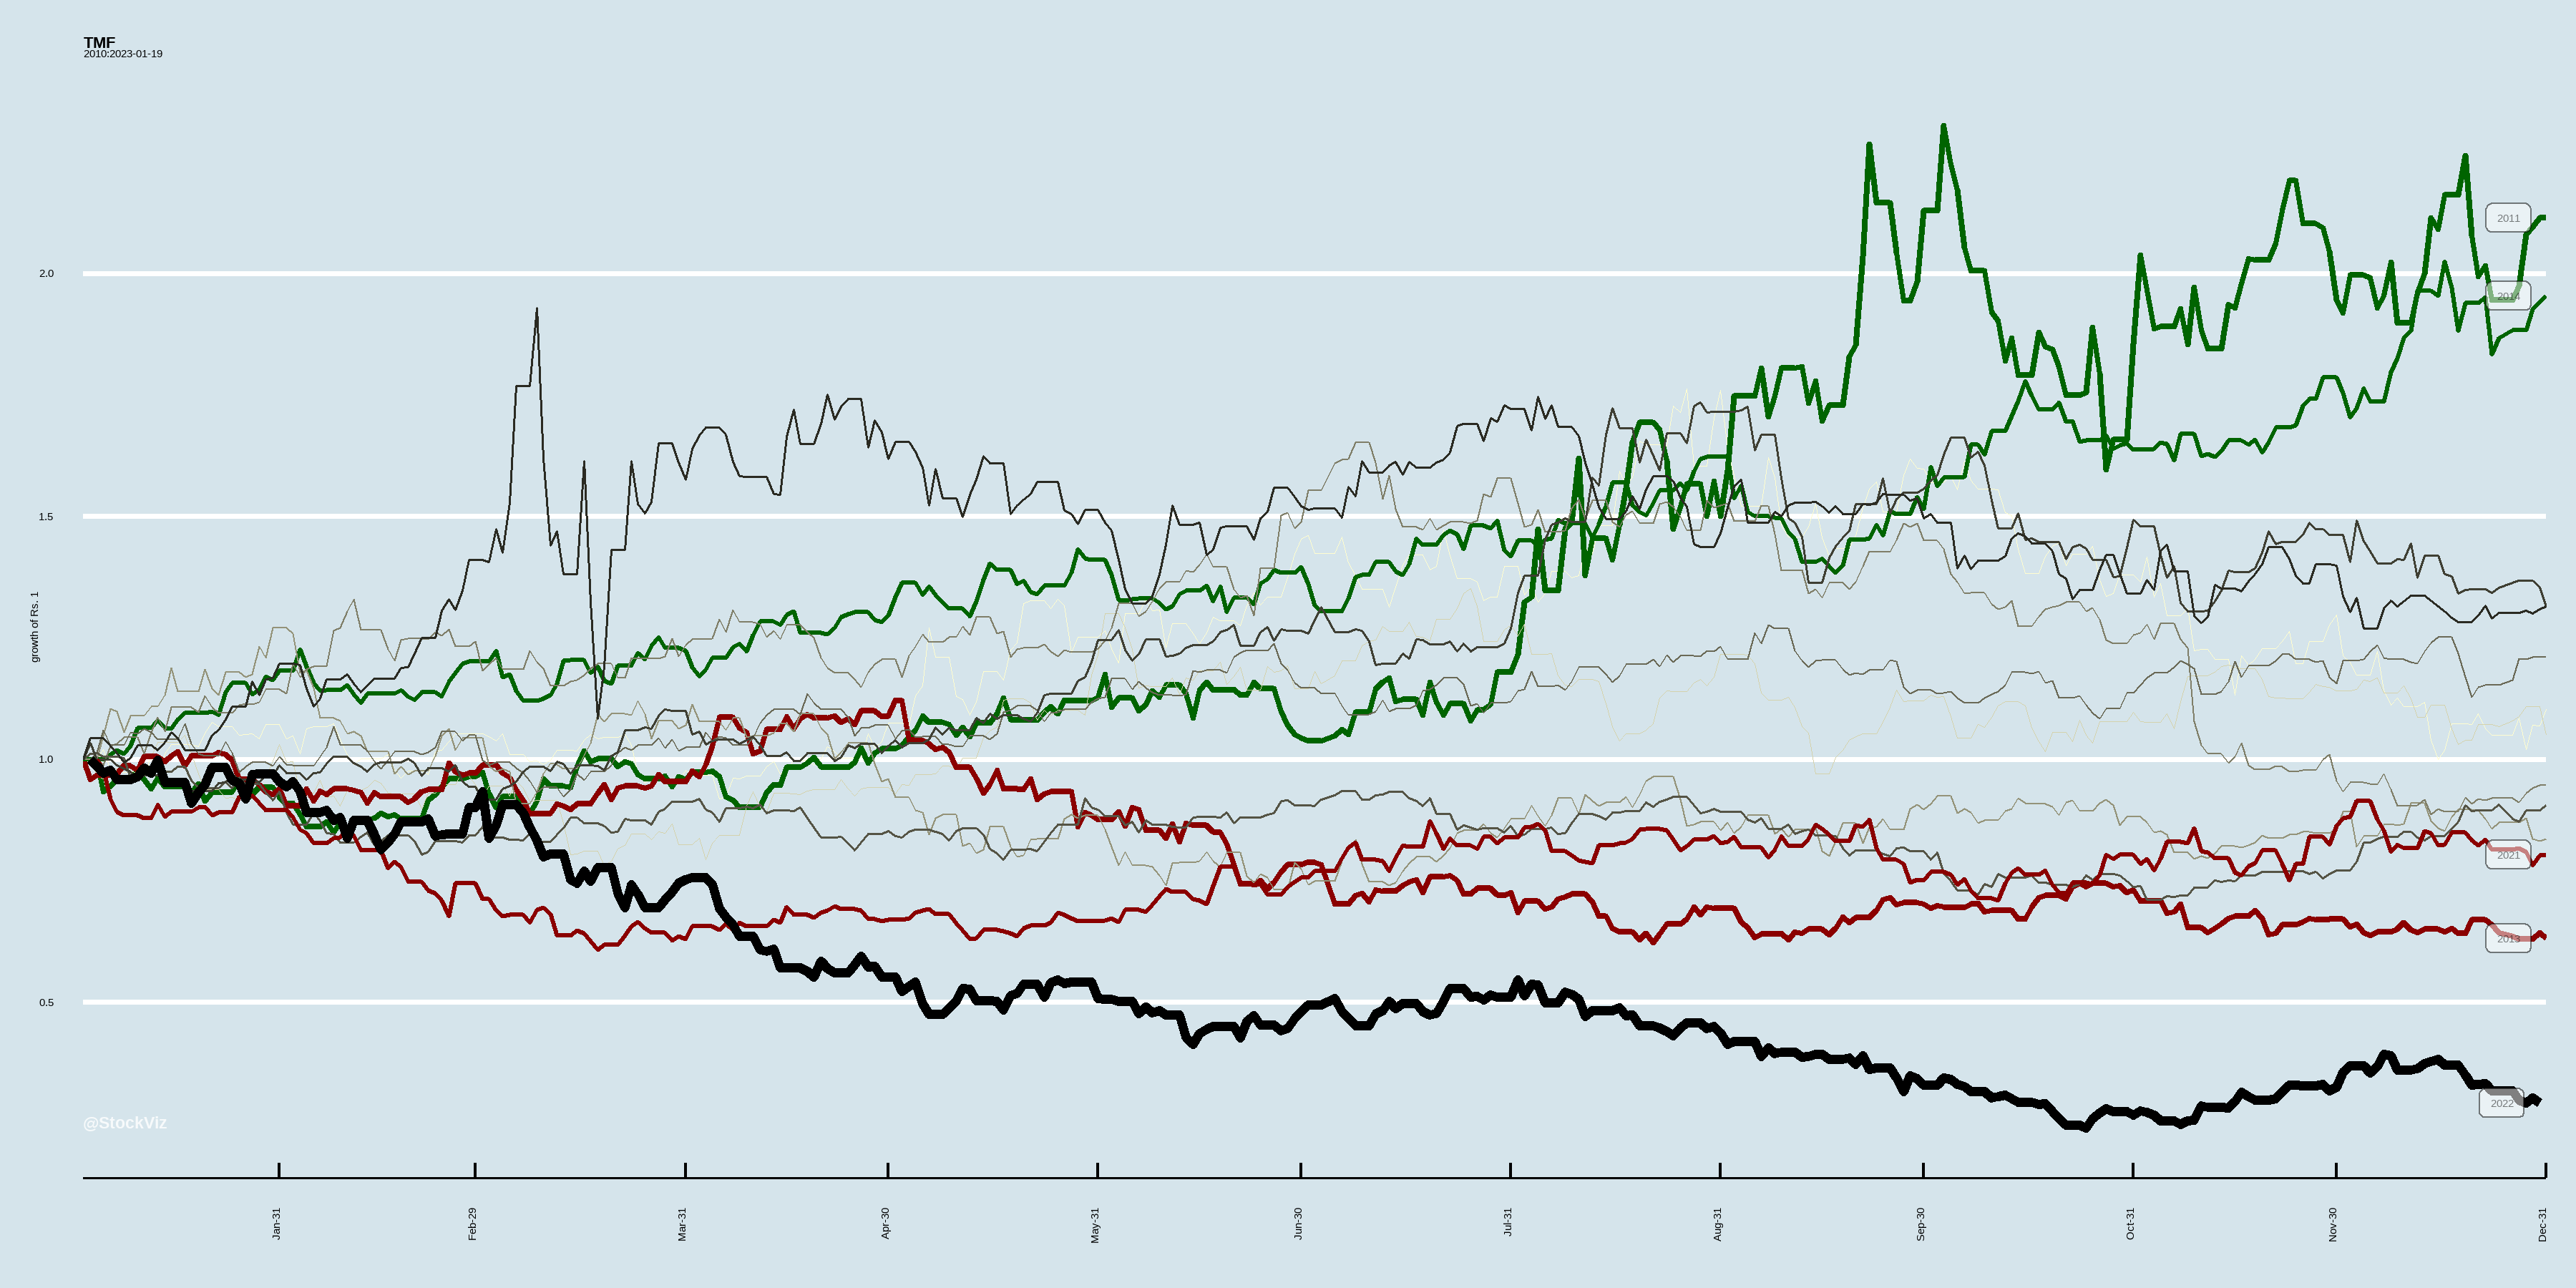 TMF
2010:2023-01-19
2011
2.0
2014
1.5
growth of Rs. 1
1.0
2021
2013
0.5
2022
@StockViz
Jan-31
Feb-29
Mar-31
Apr-30
May-31
Jun-30
Jul-31
Aug-31
Sep-30
Oct-31
Nov-30
Dec-31